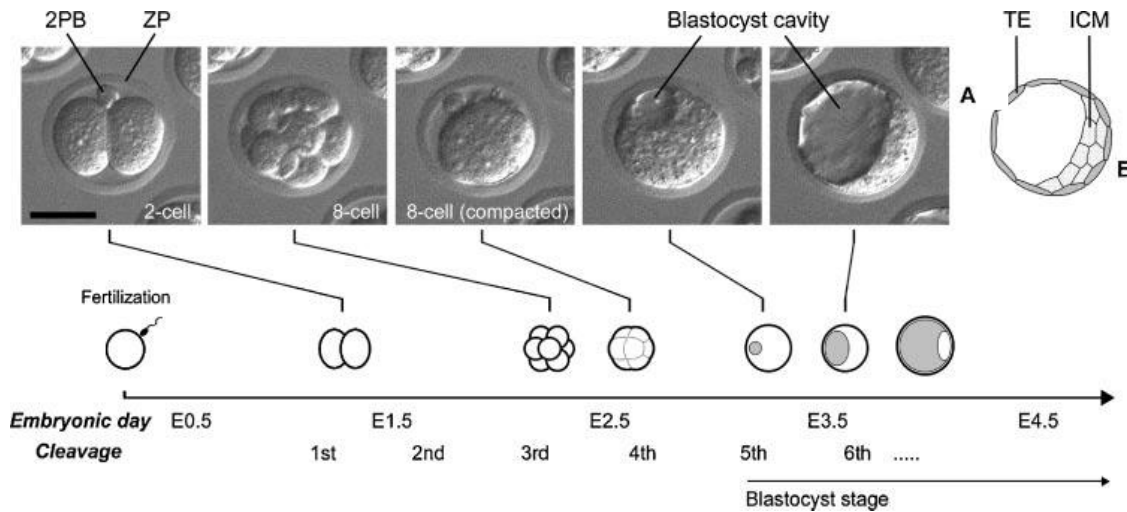 2PB ZP Blastocyst cavity TE ICM
A
E
2-cell 8-cell 8-cell (compacted)
Fertilization
Embryonic day E0.5 E1.5 E2.5 E3.5 E4.5
Cleavage 1st 2nd 3rd 4th 5th 6th .....
Blastocyst stage